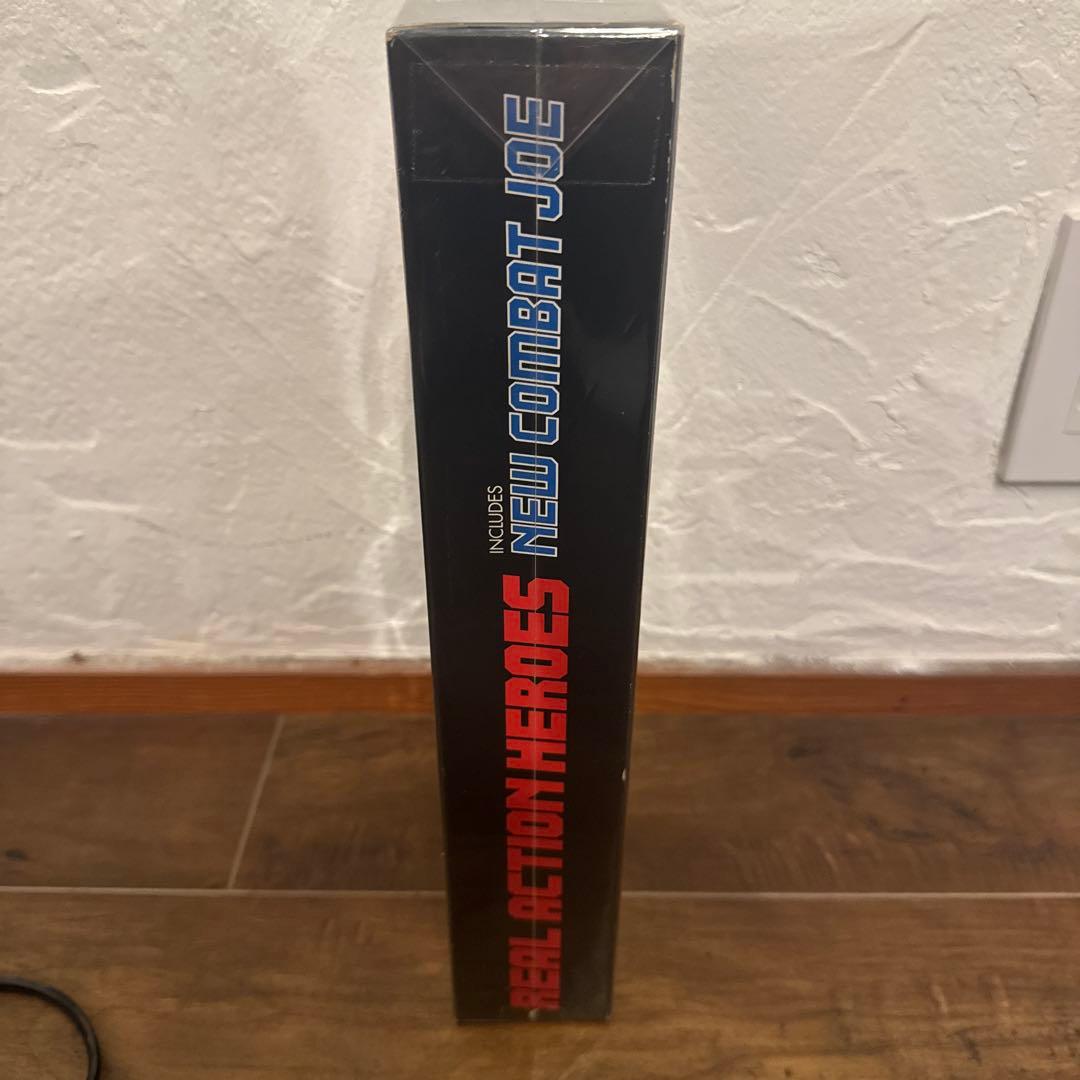 REAL ACTION HEROES
INCLUDES
NEW COMBAT JOE